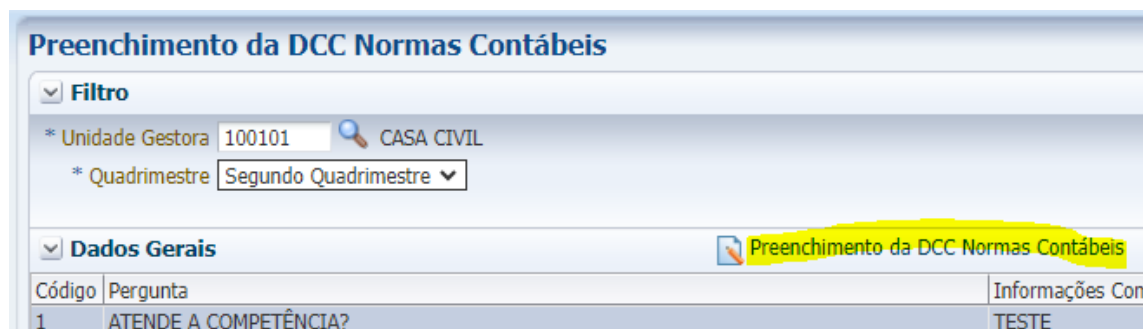 Preenchimento da DCC Normas Contábeis
Filtro
* Unidade Gestora 100101 CASA CIVIL
* Quadrimestre Segundo Quadrimestre
Dados Gerais Preenchimento da DCC Normas Contábeis
Código Pergunta Informações
1 ATENDE A COMPETÊNCIA? TESTE